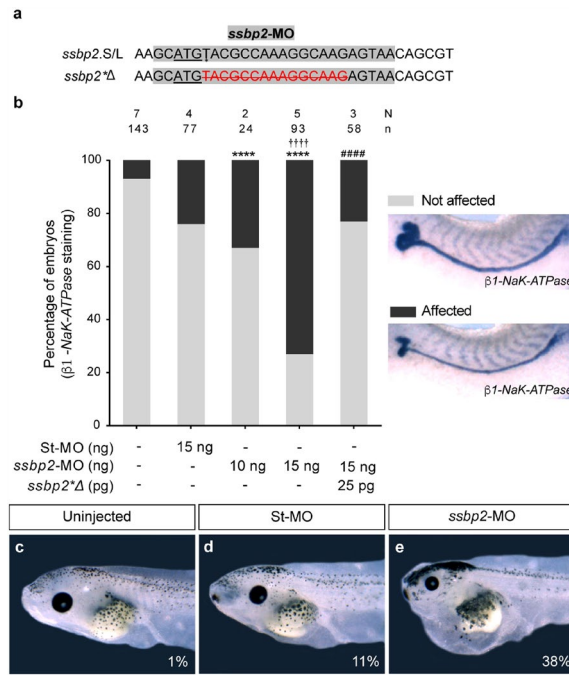 a
ssbp2-MO
ssbp2.S/L AAGCATGTACGCCAAAGGCAAGAGTAACAGCGT
ssbp2*Δ AAGCATGTACGCCAAAGGCAAGAGTAACAGCGT
b
7 4 2 5 3 N
143 77 24 93 58 n
††††
**** **** ####
100
80
60
40
20
0
Percentage of embryos
(β1-NaK-ATPase staining)
Not affected
β1-NaK-ATPase
Affected
β1-NaK-ATPase
St-MO (ng) - 15 ng - - -
ssbp2-MO (ng) - - 10 ng 15 ng 15 ng
ssbp2*Δ (pg) - - - - 25 pg
Uninjected St-MO ssbp2-MO
c d e
1% 11% 38%